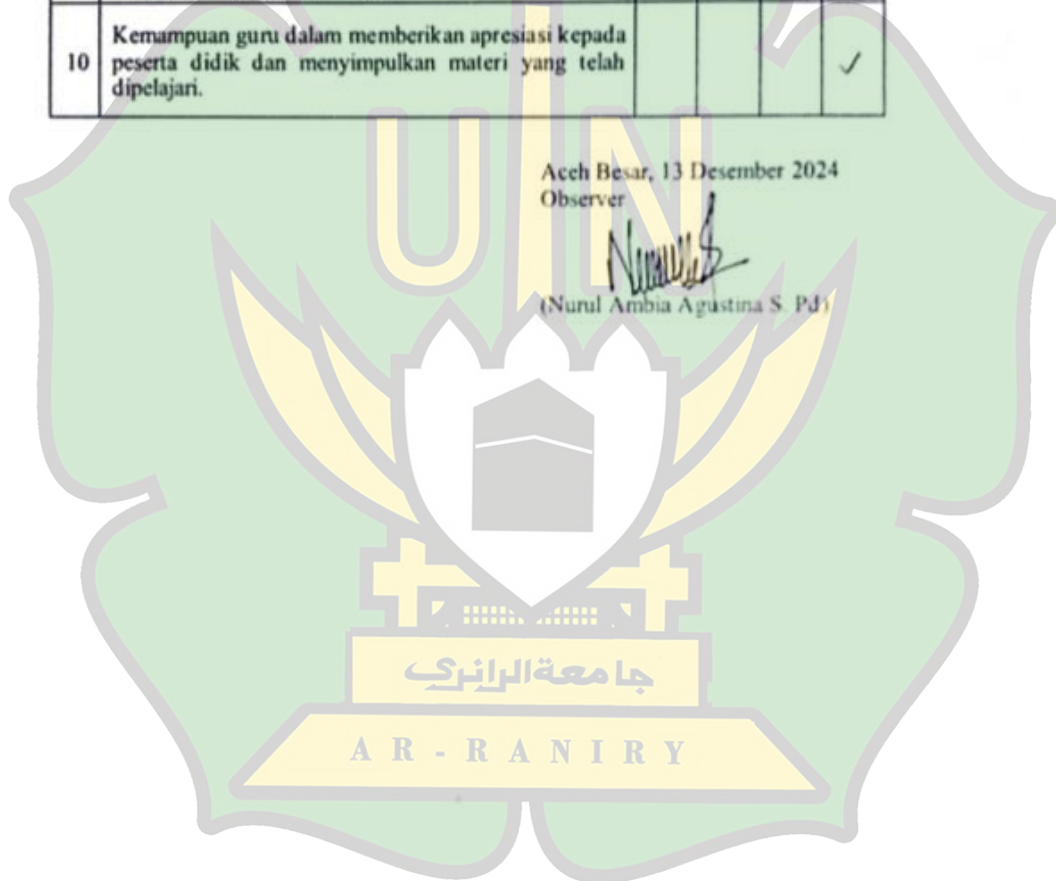 10 Kemampuan guru dalam memberikan apresiasi kepada
peserta didik dan menyimpulkan materi yang telah
dipelajari. ✓
UIN
Aceh Besar, 13 Desember 2024
Observer
(Nurul Ambia Agustina S. Pd)
جامعة الرانري
AR-RANIRY